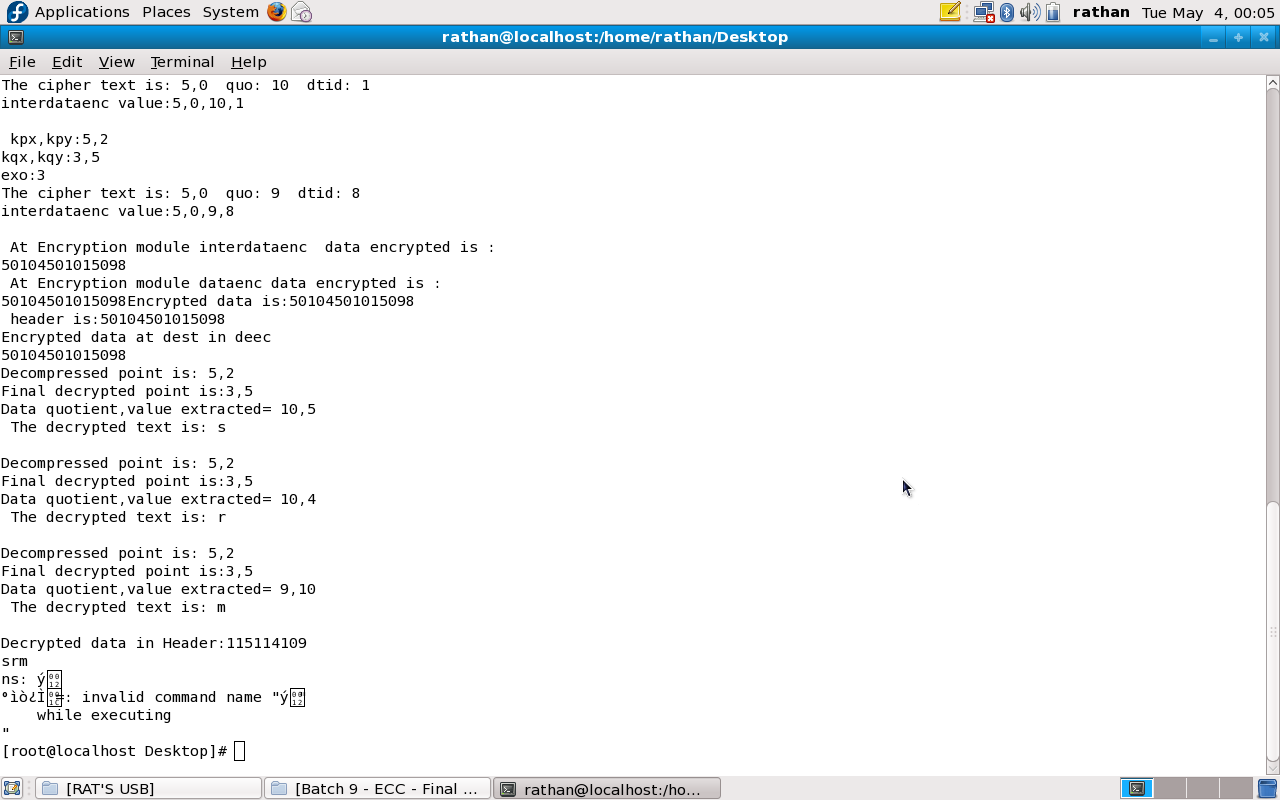 Applications Places System rathan Tue May 4, 00:05
rathan@localhost:/home/rathan/Desktop
File Edit View Terminal Help
The cipher text is: 5,0  quo: 10  dtid: 1
interdataenc value:5,0,10,1
 kpx,kpy:5,2
kqx,kqy:3,5
exo:3
The cipher text is: 5,0  quo: 9  dtid: 8
interdataenc value:5,0,9,8
 At Encryption module interdataenc  data encrypted is :
50104501015098
 At Encryption module dataenc data encrypted is :
50104501015098Encrypted data is:50104501015098
 header is:50104501015098
Encrypted data at dest in deec
50104501015098
Decompressed point is: 5,2
Final decrypted point is:3,5
Data quotient,value extracted= 10,5
 The decrypted text is: s
Decompressed point is: 5,2
Final decrypted point is:3,5
Data quotient,value extracted= 10,4
 The decrypted text is: r
Decompressed point is: 5,2
Final decrypted point is:3,5
Data quotient,value extracted= 9,10
 The decrypted text is: m
Decrypted data in Header:115114109
srm
ns: ý
: invalid command name "ý
    while executing
"
[root@localhost Desktop]#
[RAT'S USB] [Batch 9 - ECC - Final ... rathan@localhost:/ho...